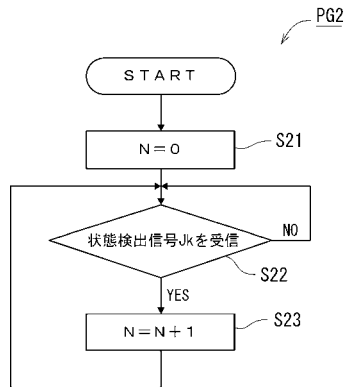 PG2
START
N=0
S21
状態検出信号Jkを受信
NO
S22
YES
N=N+1
S23